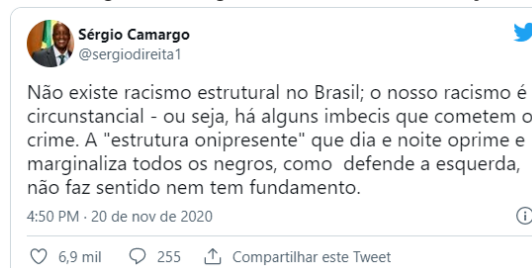 Sérgio Camargo
@sergiodireita1
Não existe racismo estrutural no Brasil; o nosso racismo é
circunstancial - ou seja, há alguns imbecis que cometem o
crime. A "estrutura onipresente" que dia e noite oprime e
marginaliza todos os negros, como defende a esquerda,
não faz sentido nem tem fundamento.
4:50 PM · 20 de nov de 2020
6,9 mil 255 Compartilhar este Tweet